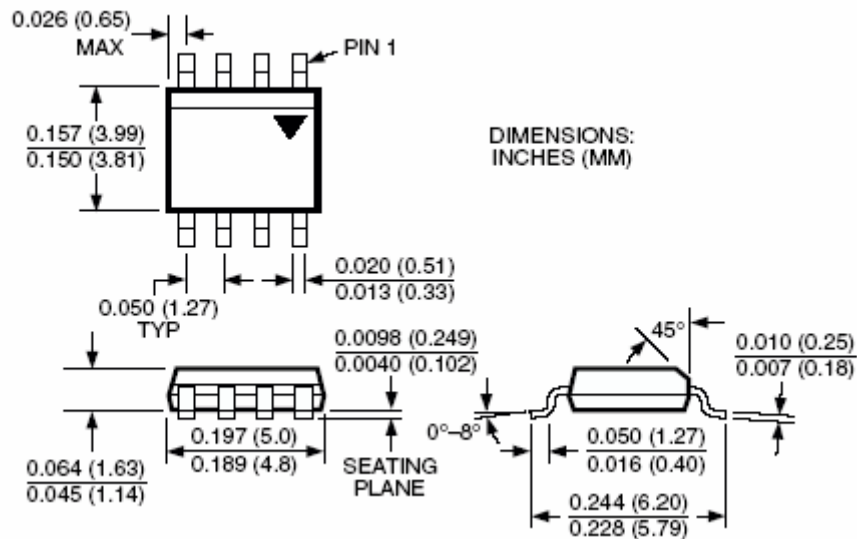 0.026 (0.65)
MAX
PIN 1
0.157 (3.99)
0.150 (3.81)
DIMENSIONS:
INCHES (MM)
0.020 (0.51)
0.013 (0.33)
0.050 (1.27)
TYP
0.0098 (0.249)
0.0040 (0.102)
45°
0.010 (0.25)
0.007 (0.18)
0°–8°
0.064 (1.63)
0.045 (1.14)
0.197 (5.0)
0.189 (4.8)
SEATING
PLANE
0.050 (1.27)
0.016 (0.40)
0.244 (6.20)
0.228 (5.79)